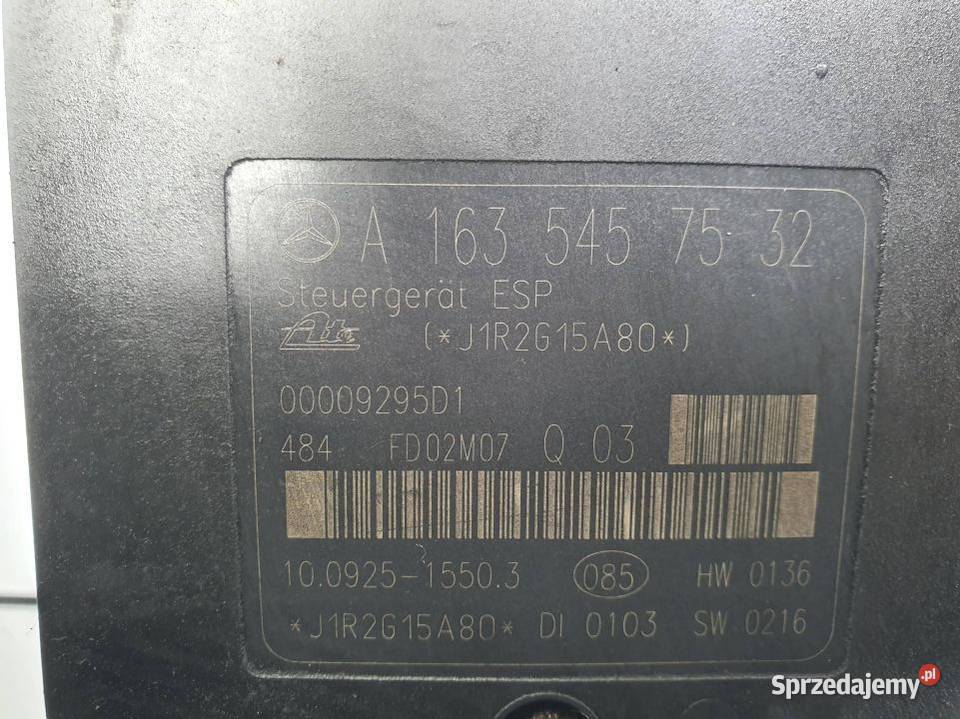 A 163 545 75 32
Steuergerät ESP
Ate (*J1R2G15A80*)
00009295D1
484 FD02M07 Q 03
10.0925-1550.3 085 HW 0136
*J1R2G15A80* DI 0103 SW 0216
Sprzedajemy.pl